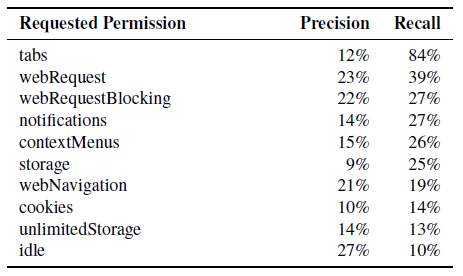 Requested Permission Precision Recall
tabs 12% 84%
webRequest 23% 39%
webRequestBlocking 22% 27%
notifications 14% 27%
contextMenus 15% 26%
storage 9% 25%
webNavigation 21% 19%
cookies 10% 14%
unlimitedStorage 14% 13%
idle 27% 10%